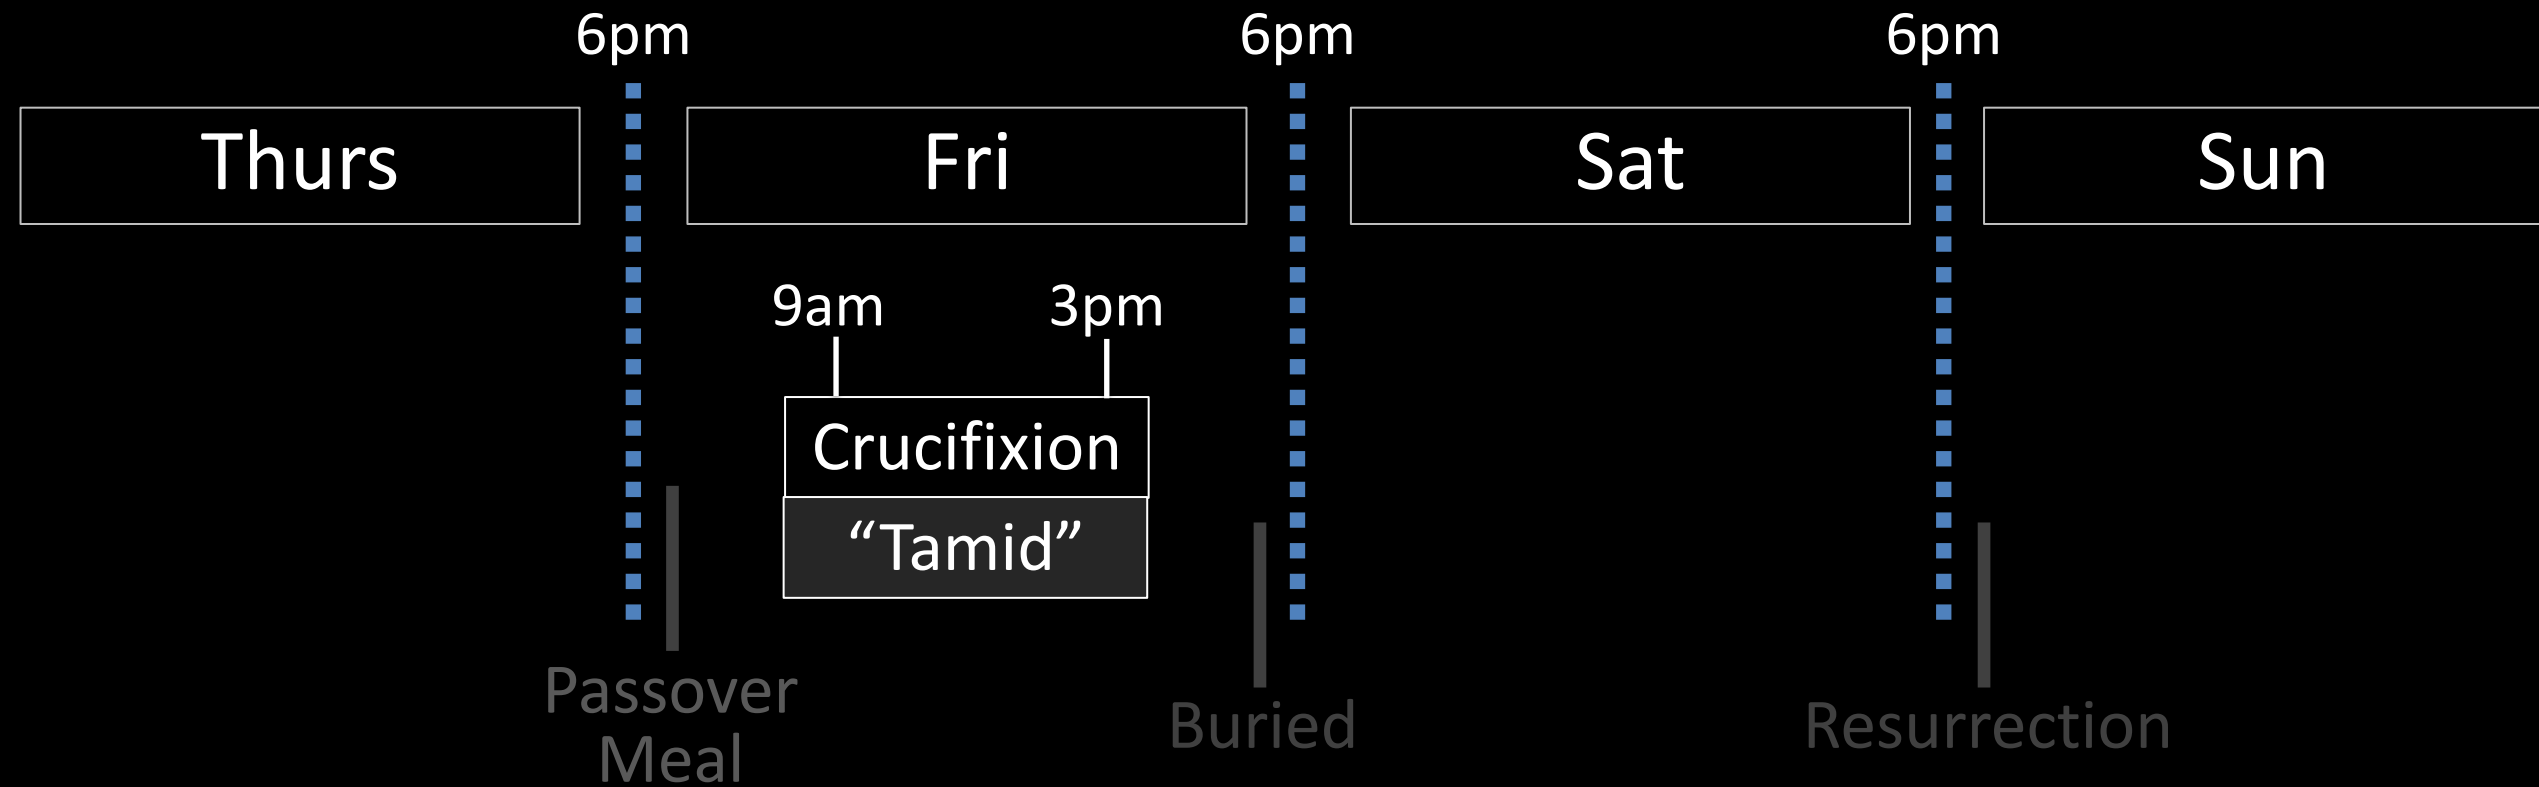 6pm
6pm
6pm
Thurs
Fri
Sat
Sun
9am
3pm
Crucifixion
“Tamid”
Passover
Meal
Buried
Resurrection